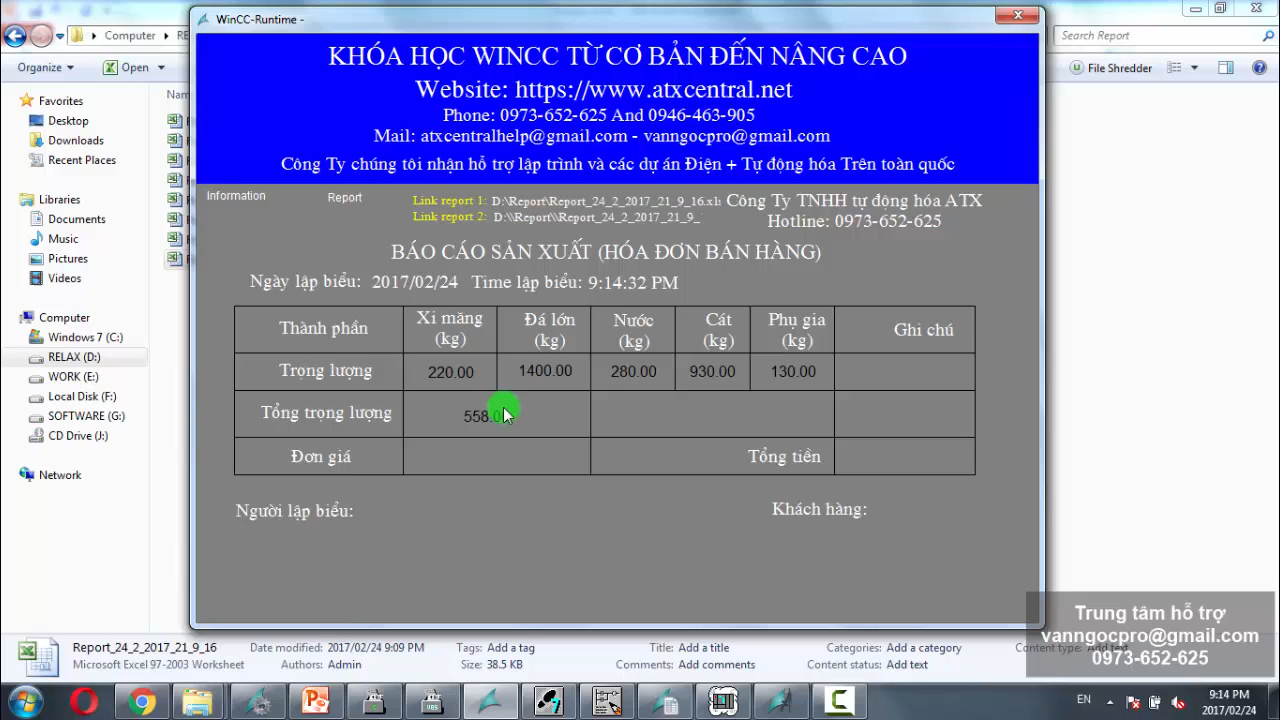 WinCC-Runtime -
Computer
RE
Search Report
Organize
Open
File Shredder
Favorites
Desktop
Downloads
Recent Places
Libraries
Documents
Music
Pictures
Videos
Computer
Windows 7 (C:)
RELAX (D:)
WORK (E:)
Local Disk (F:)
SOFTWARE (G:)
CD Drive (J:)
Network
Nam
KHÓA HỌC WINCC TỪ CƠ BẢN ĐẾN NÂNG CAO
Website: https://www.atxcentral.net
Phone: 0973-652-625 And 0946-463-905
Mail: atxcentralhelp@gmail.com - vanngocpro@gmail.com
Công Ty chúng tôi nhận hỗ trợ lập trình và các dự án Điện + Tự động hóa Trên toàn quốc
Information
Report
Link report 1: D:\Report\Report_24_2_2017_21_9_16.xls
Link report 2: D:\\Report\\Report_24_2_2017_21_9_
Công Ty TNHH tự động hóa ATX
Hotline: 0973-652-625
BÁO CÁO SẢN XUẤT (HÓA ĐƠN BÁN HÀNG)
Ngày lập biểu: 2017/02/24 Time lập biểu: 9:14:32 PM
Thành phần Xi măng (kg) Đá lớn (kg) Nước (kg) Cát (kg) Phụ gia (kg) Ghi chú
Trọng lượng 220.00 1400.00 280.00 930.00 130.00
Tổng trọng lượng 558.0
Đơn giá Tổng tiền
Người lập biểu: Khách hàng:
Trung tâm hỗ trợ
vanngocpro@gmail.com
0973-652-625
Report_24_2_2017_21_9_16 Date modified: 2017/02/24 9:09 PM Tags: Add a tag Title: Add a title Categories: Add a category Content type: Add text
Microsoft Excel 97-2003 Worksheet Authors: Admin Size: 38.5 KB Comments: Add comments Content status: Add text
EN
9:14 PM
2017/02/24